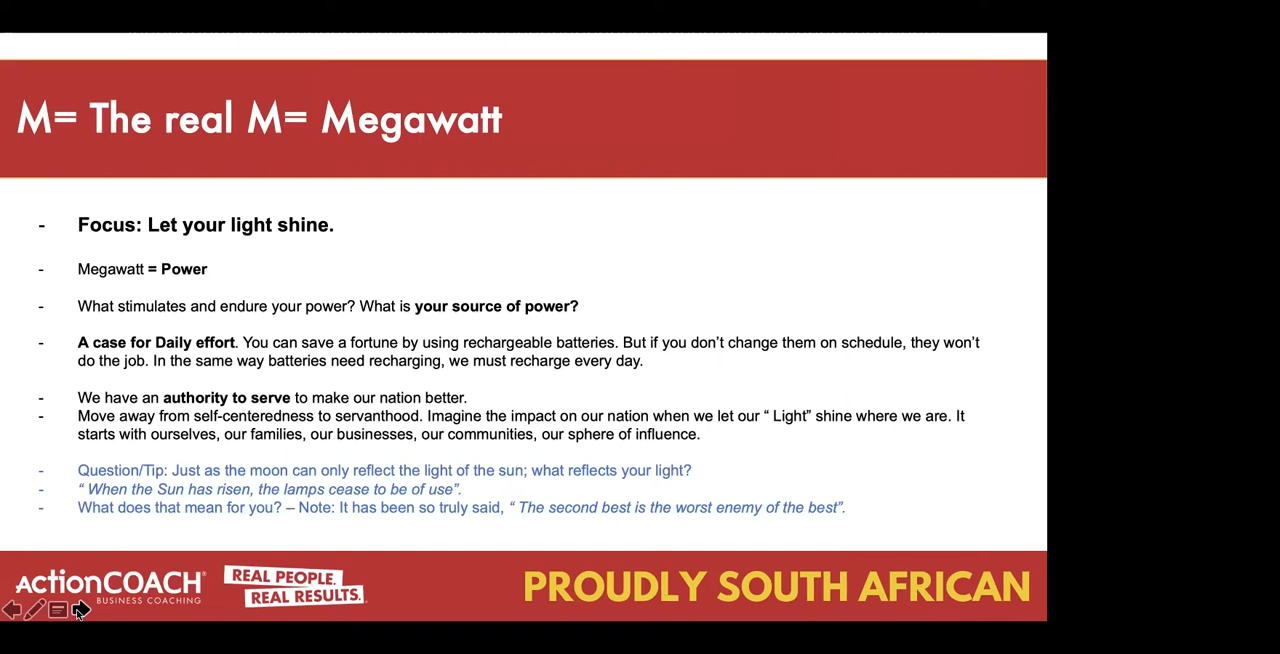 M= The real M= Megawatt
- Focus: Let your light shine.
- Megawatt = Power
- What stimulates and endure your power? What is your source of power?
- A case for Daily effort. You can save a fortune by using rechargeable batteries. But if you don’t change them on schedule, they won’t
do the job. In the same way batteries need recharging, we must recharge every day.
- We have an authority to serve to make our nation better.
- Move away from self-centeredness to servanthood. Imagine the impact on our nation when we let our “ Light” shine where we are. It
starts with ourselves, our families, our businesses, our communities, our sphere of influence.
- Question/Tip: Just as the moon can only reflect the light of the sun; what reflects your light?
- “ When the Sun has risen, the lamps cease to be of use”.
- What does that mean for you? – Note: It has been so truly said, “ The second best is the worst enemy of the best”.
ActionCOACH®
BUSINESS COACHING
REAL PEOPLE.
REAL RESULTS.
PROUDLY SOUTH AFRICAN